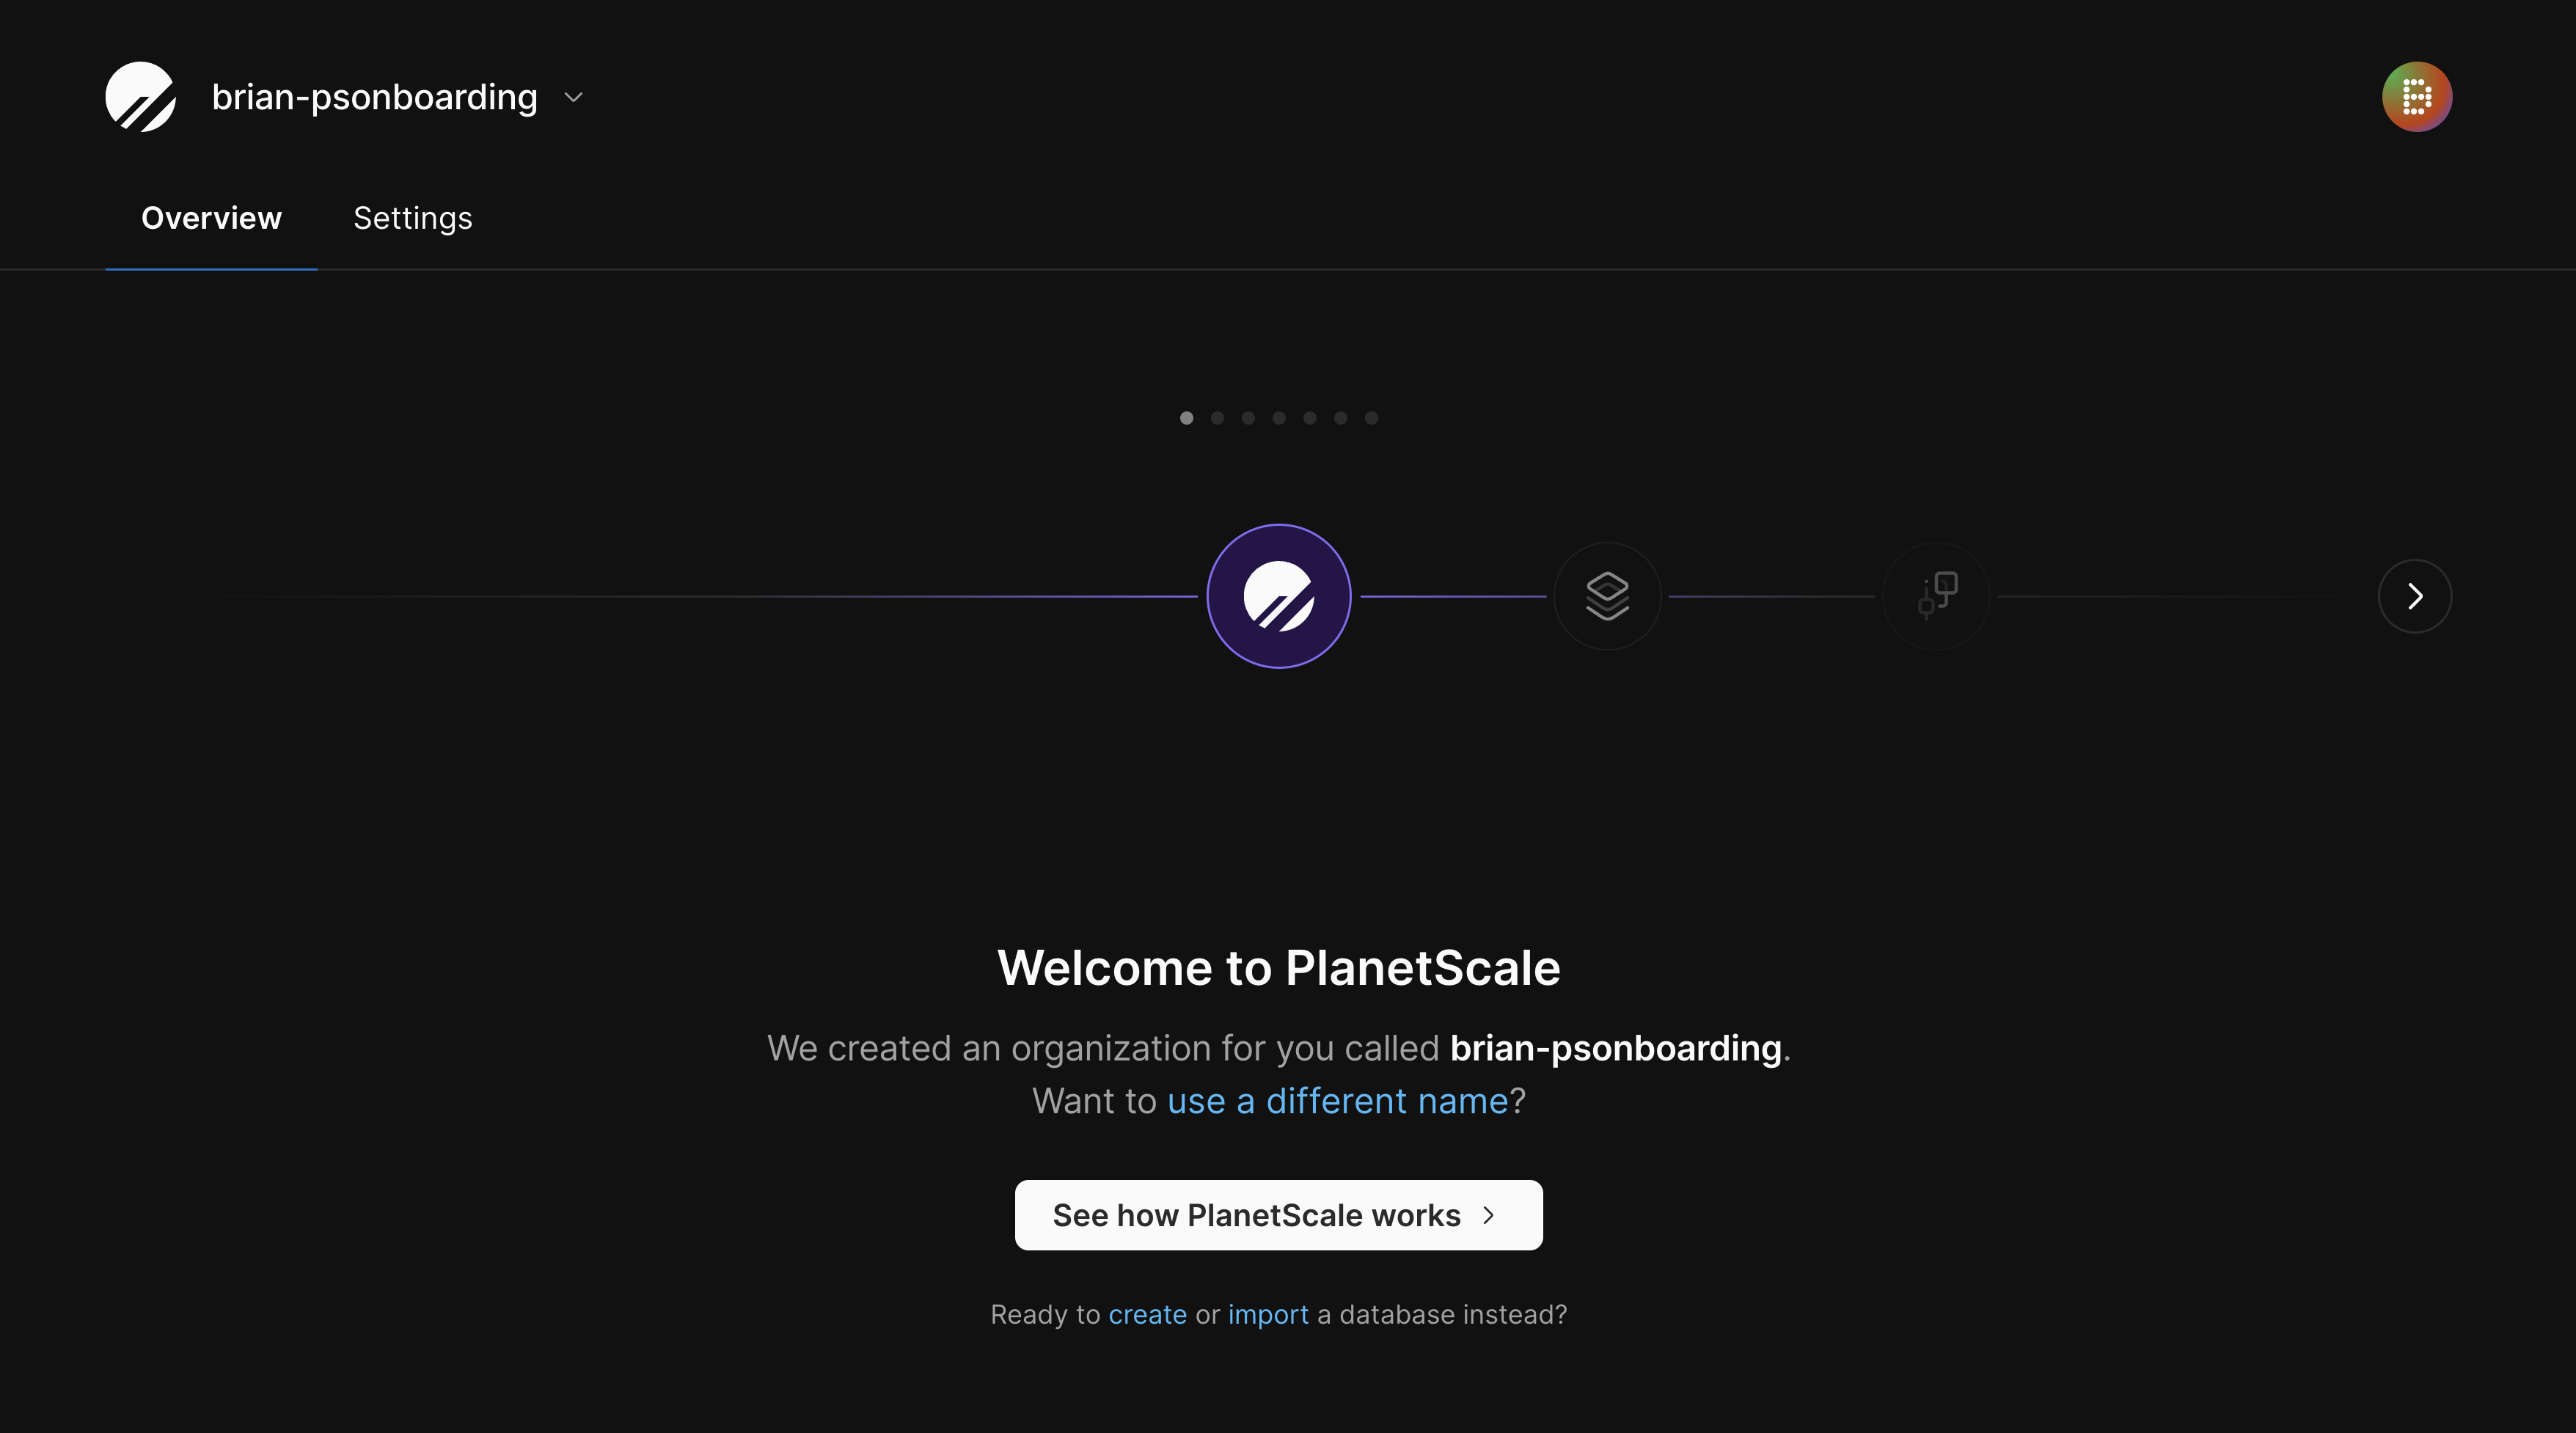 brian-psonboarding
B
Overview
Settings
Welcome to PlanetScale
We created an organization for you called brian-psonboarding.
Want to use a different name?
See how PlanetScale works
Ready to create or import a database instead?